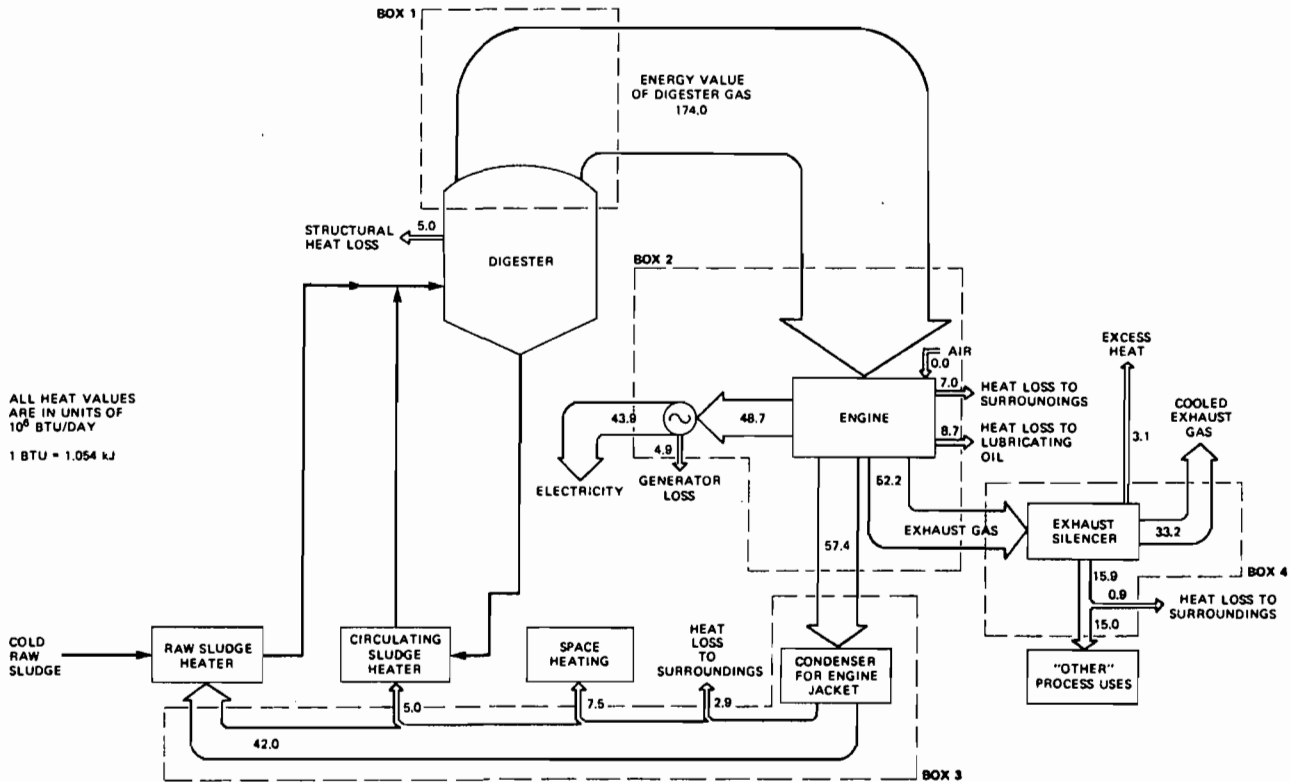 BOX 1
ENERGY VALUE
OF DIGESTER GAS
174.0
STRUCTURAL
HEAT LOSS
5.0
DIGESTER
BOX 2
AIR
0.0
EXCESS
HEAT
7.0
HEAT LOSS TO
SURROUNDINGS
COOLED
EXHAUST
GAS
ALL HEAT VALUES
ARE IN UNITS OF
10⁶ BTU/DAY
1 BTU = 1.054 kJ
ENGINE
43.9
48.7
8.7
HEAT LOSS TO
LUBRICATING
OIL
3.1
4.9
ELECTRICITY
GENERATOR
LOSS
52.2
EXHAUST GAS
EXHAUST
SILENCER
33.2
57.4
15.9
BOX 4
0.9
HEAT LOSS TO
SURROUNDINGS
15.0
COLD
RAW
SLUDGE
RAW SLUDGE
HEATER
CIRCULATING
SLUDGE
HEATER
SPACE
HEATING
HEAT
LOSS
TO
SURROUNDINGS
CONDENSER
FOR ENGINE
JACKET
"OTHER"
PROCESS USES
5.0
7.5
2.9
42.0
BOX 3